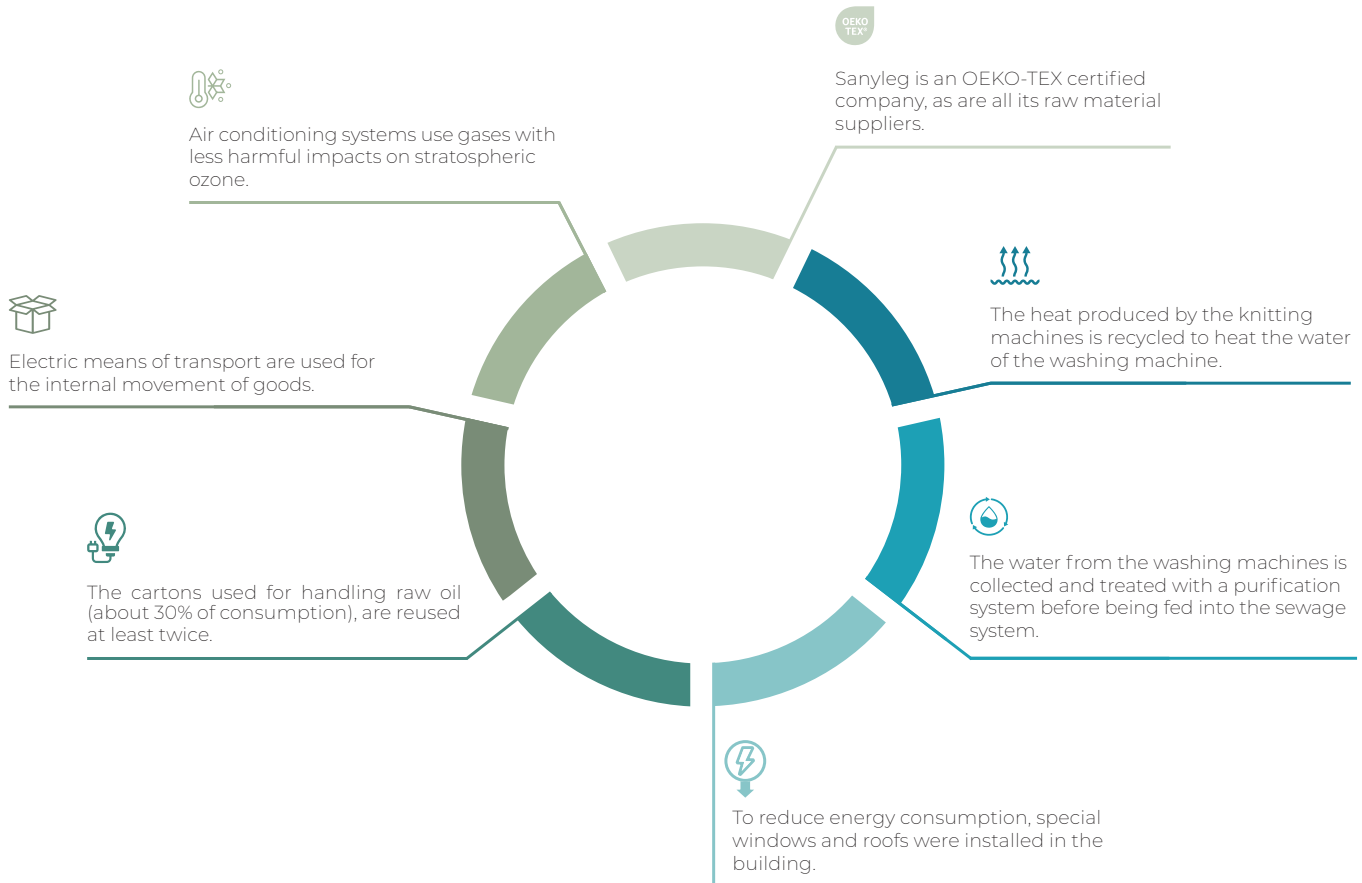 OEKO
TEX®
Sanyleg is an OEKO-TEX certified
company, as are all its raw material
suppliers.
Air conditioning systems use gases with
less harmful impacts on stratospheric
ozone.
The heat produced by the knitting
machines is recycled to heat the water
of the washing machine.
Electric means of transport are used for
the internal movement of goods.
The water from the washing machines is
collected and treated with a purification
system before being fed into the sewage
system.
The cartons used for handling raw oil
(about 30% of consumption), are reused
at least twice.
To reduce energy consumption, special
windows and roofs were installed in the
building.